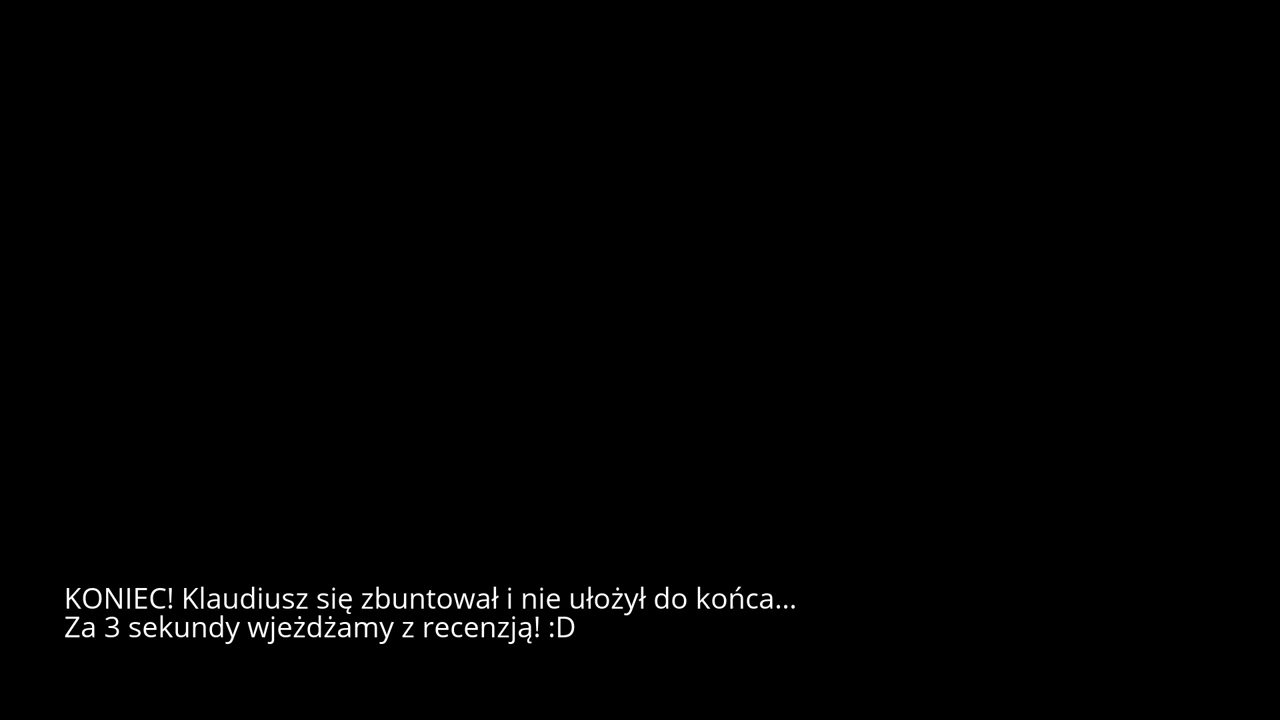 KONIEC! Klaudiusz się zbuntował i nie ułożył do końca...
Za 3 sekundy wjeżdżamy z recenzją! :D